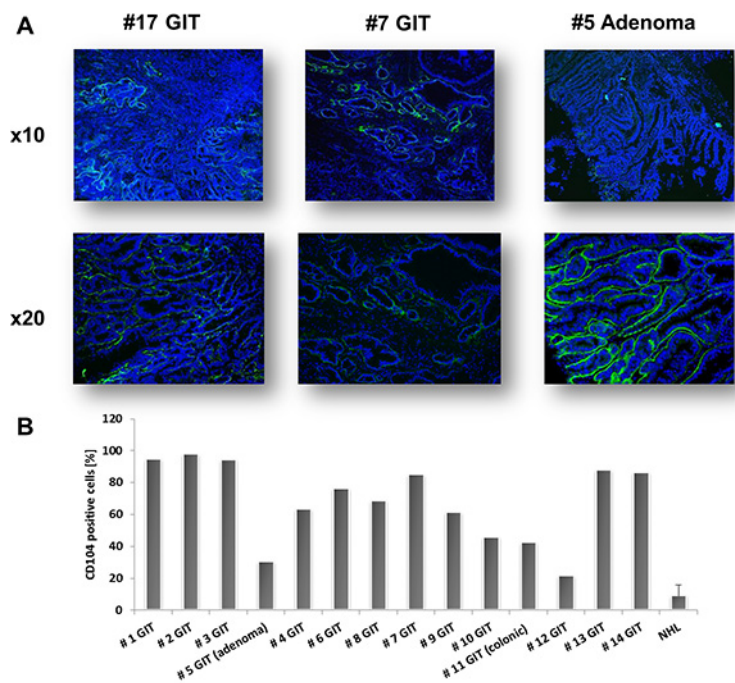 A
#17 GIT
#7 GIT
#5 Adenoma
x10
x20
B
CD104 positive cells [%]
120
100
80
60
40
20
0
# 1 GIT
# 2 GIT
# 3 GIT
# 5 GIT (adenoma)
# 4 GIT
# 6 GIT
# 8 GIT
# 7 GIT
# 9 GIT
# 10 GIT
# 11 GIT (colonic)
# 12 GIT
# 13 GIT
# 14 GIT
NHL